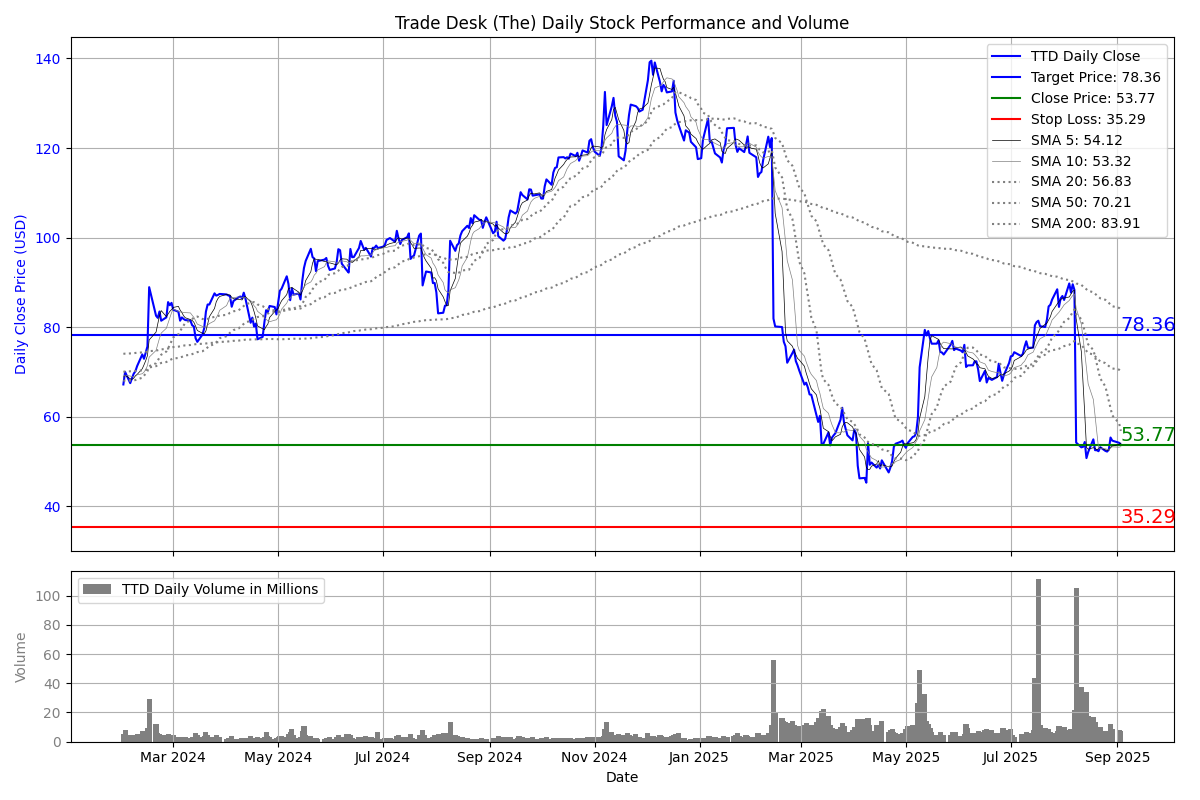 Trade Desk (The) Daily Stock Performance and Volume
Daily Close Price (USD)
140
120
100
80
60
40
TTD Daily Close
Target Price: 78.36
Close Price: 53.77
Stop Loss: 35.29
SMA 5: 54.12
SMA 10: 53.32
SMA 20: 56.83
SMA 50: 70.21
SMA 200: 83.91
78.36
53.77
35.29
TTD Daily Volume in Millions
Volume
100
80
60
40
20
0
Mar 2024 May 2024 Jul 2024 Sep 2024 Nov 2024 Jan 2025 Mar 2025 May 2025 Jul 2025 Sep 2025
Date